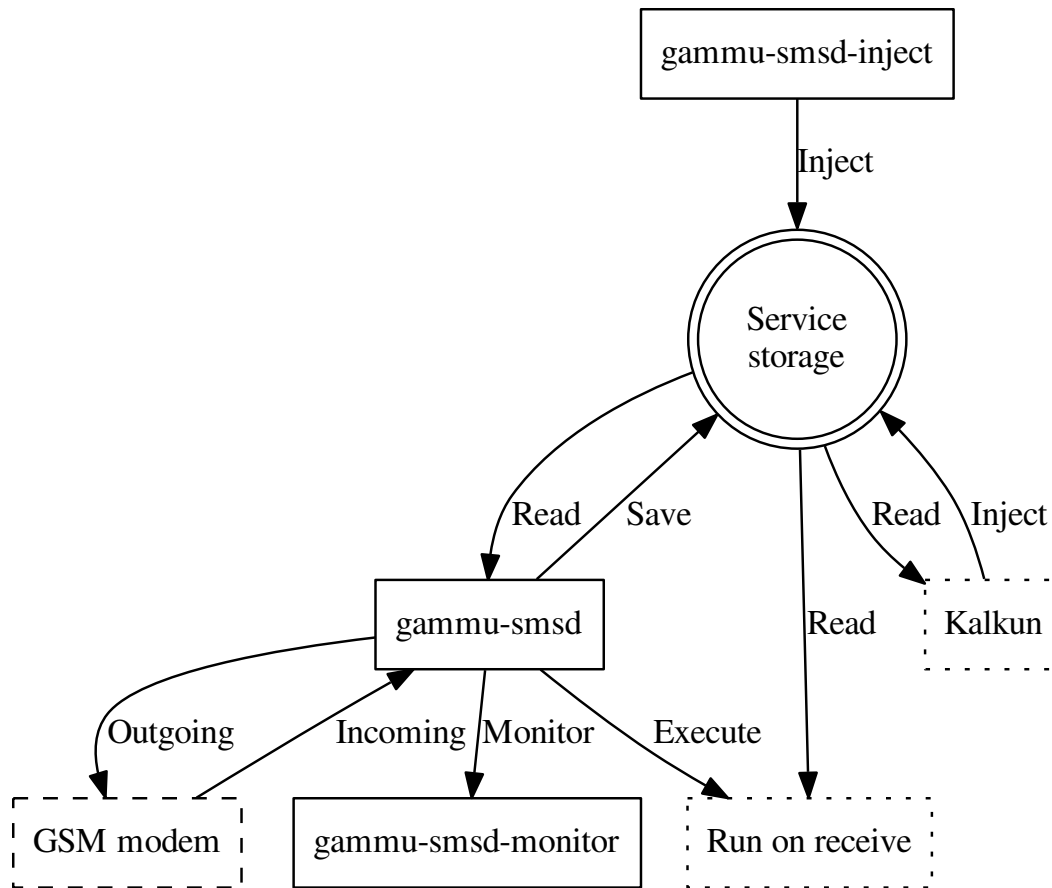 gammu-smsd-inject
Inject
Service
storage
Read
Save
Read
Inject
gammu-smsd
Read
Kalkun
Outgoing
Incoming
Monitor
Execute
GSM modem
gammu-smsd-monitor
Run on receive